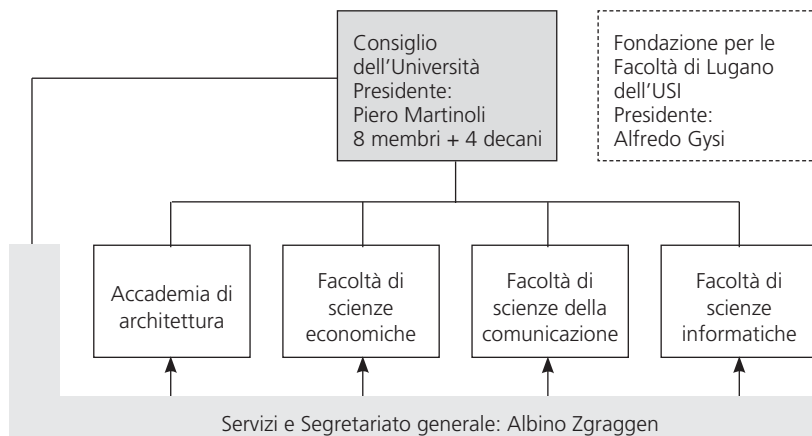 Consiglio
dell'Università
Presidente:
Piero Martinoli
8 membri + 4 decani
Fondazione per le
Facoltà di Lugano
dell'USI
Presidente:
Alfredo Gysi
Accademia di
architettura
Facoltà di
scienze
economiche
Facoltà di
scienze della
comunicazione
Facoltà di
scienze
informatiche
Servizi e Segretariato generale: Albino Zgraggen